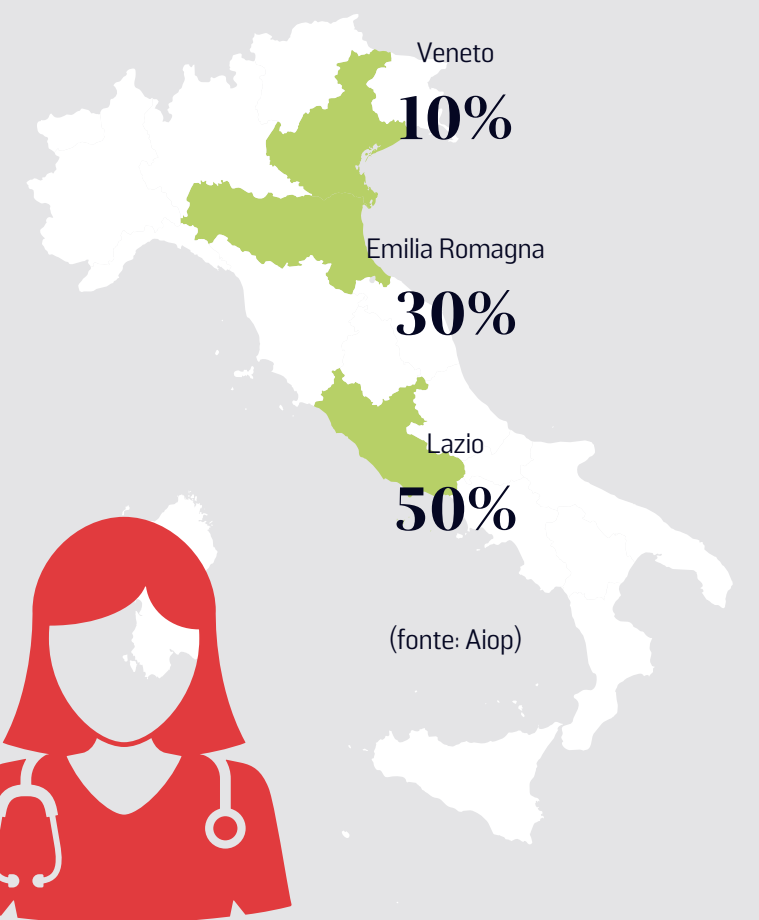 Veneto
10%
Emilia Romagna
30%
Lazio
50%
(fonte: Aiop)